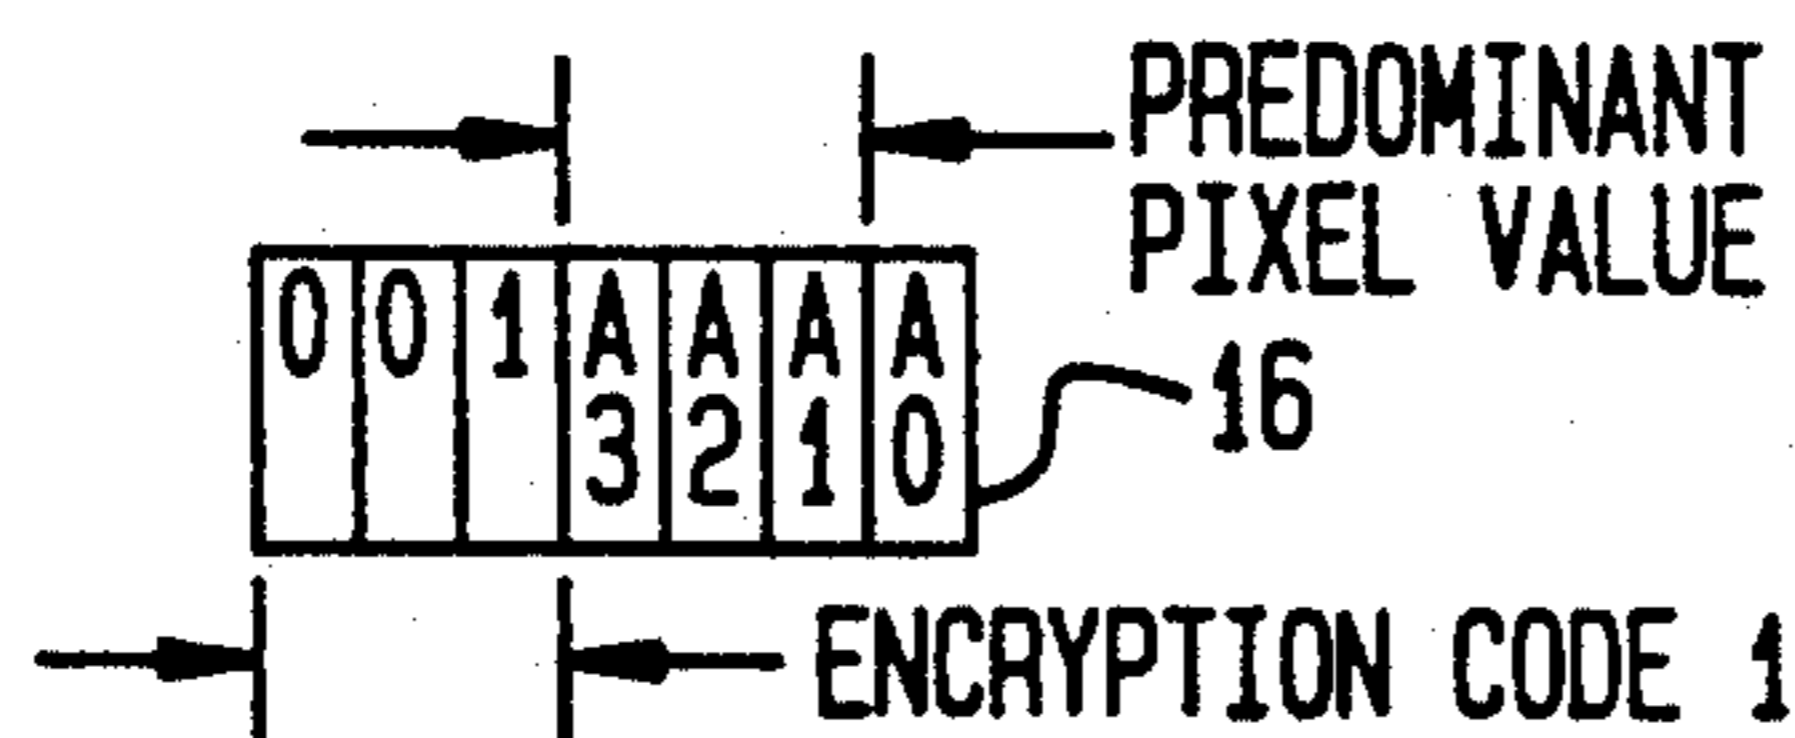 PREDOMINANT
PIXEL VALUE
0 0 1 A A A A
3 2 1 0
16
ENCRYPTION CODE 1